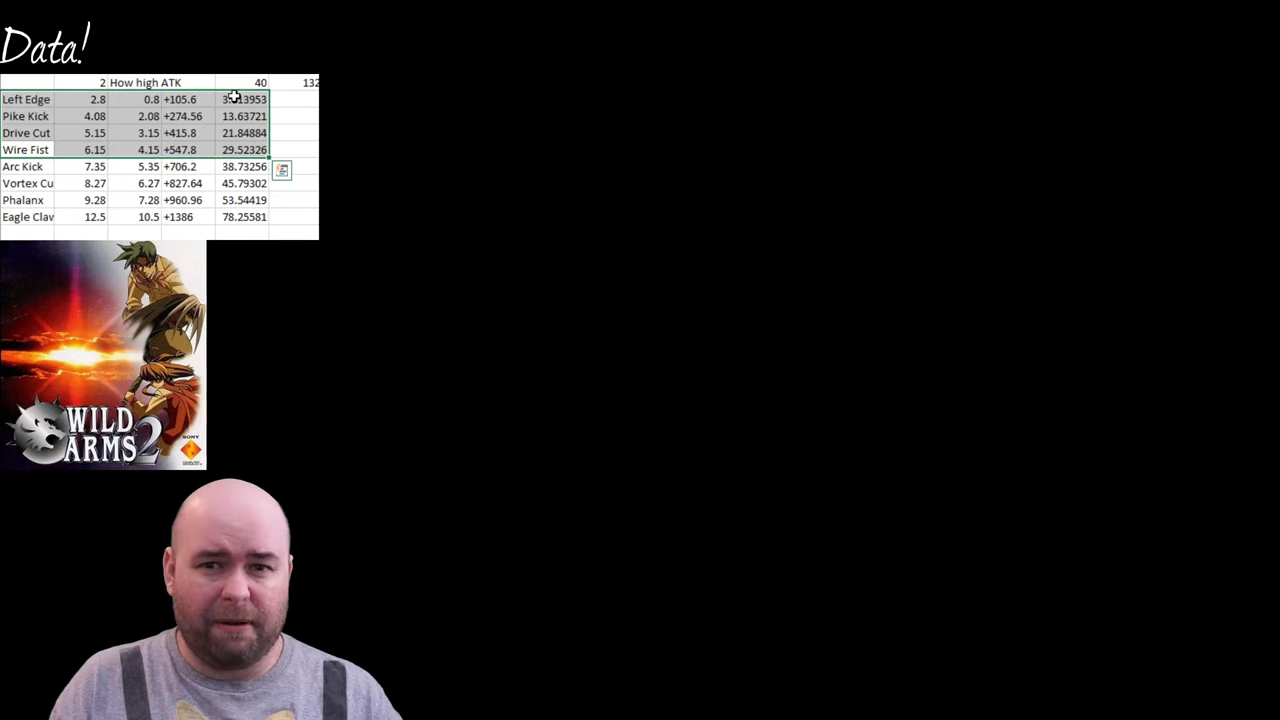 Data!
2 How high ATK 40 132
Left Edge 2.8 0.8 +105.6
Pike Kick 4.08 2.08 +274.56 13.63721
Drive Cut 5.15 3.15 +415.8 21.84884
Wire Fist 6.15 4.15 +547.8 29.52326
Arc Kick 7.35 5.35 +706.2 38.73256
Vortex Cu 8.27 6.27 +827.64 45.79302
Phalanx 9.28 7.28 +960.96 53.54419
Eagle Claw 12.5 10.5 +1386 78.25581
WILD
ARMS 2
SONY